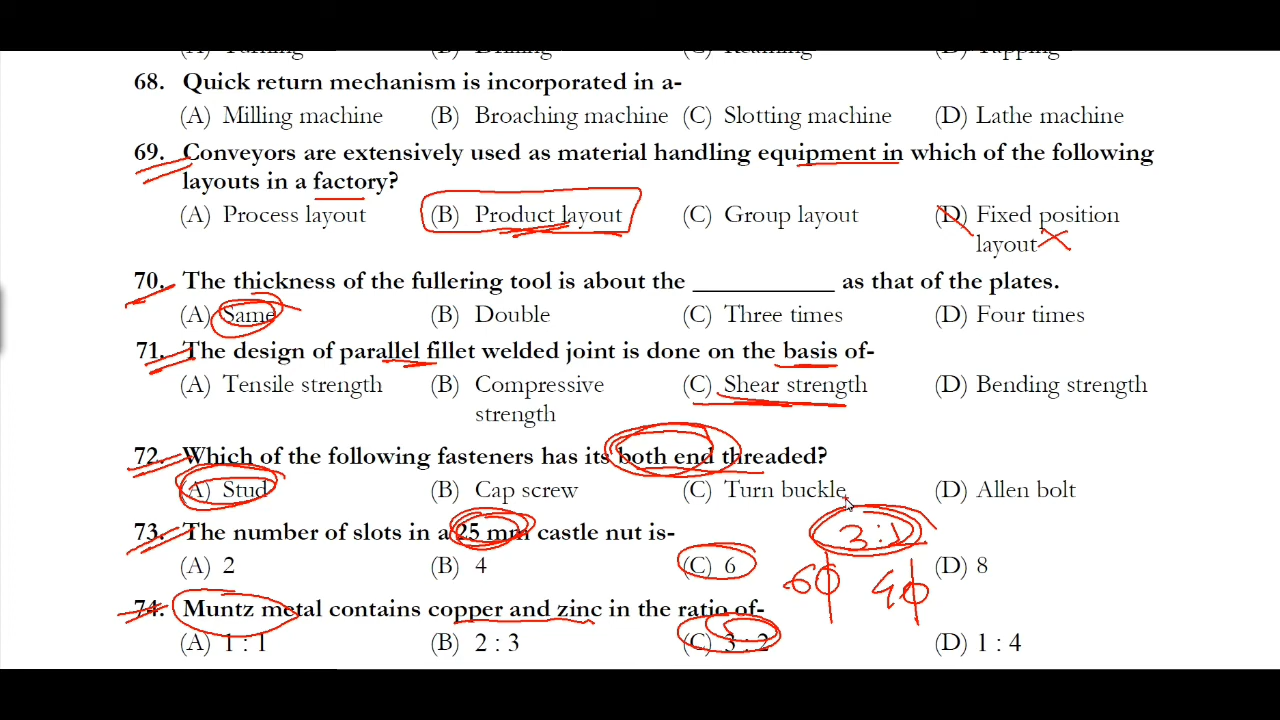 (A) Turning (B) Drilling (C) Reaming (D) Tapping
68. Quick return mechanism is incorporated in a-
(A) Milling machine (B) Broaching machine (C) Slotting machine (D) Lathe machine
69. Conveyors are extensively used as material handling equipment in which of the following
layouts in a factory?
(A) Process layout (B) Product layout (C) Group layout (D) Fixed position
layout
70. The thickness of the fullering tool is about the ___________ as that of the plates.
(A) Same (B) Double (C) Three times (D) Four times
71. The design of parallel fillet welded joint is done on the basis of-
(A) Tensile strength (B) Compressive (C) Shear strength (D) Bending strength
strength
72. Which of the following fasteners has its both end threaded?
(A) Stud (B) Cap screw (C) Turn buckle (D) Allen bolt
3:2
73. The number of slots in a 25 mm castle nut is-
(A) 2 (B) 4 (C) 6 (D) 8
60 40
74. Muntz metal contains copper and zinc in the ratio of-
(A) 1 : 1 (B) 2 : 3 (C) 3 : 2 (D) 1 : 4